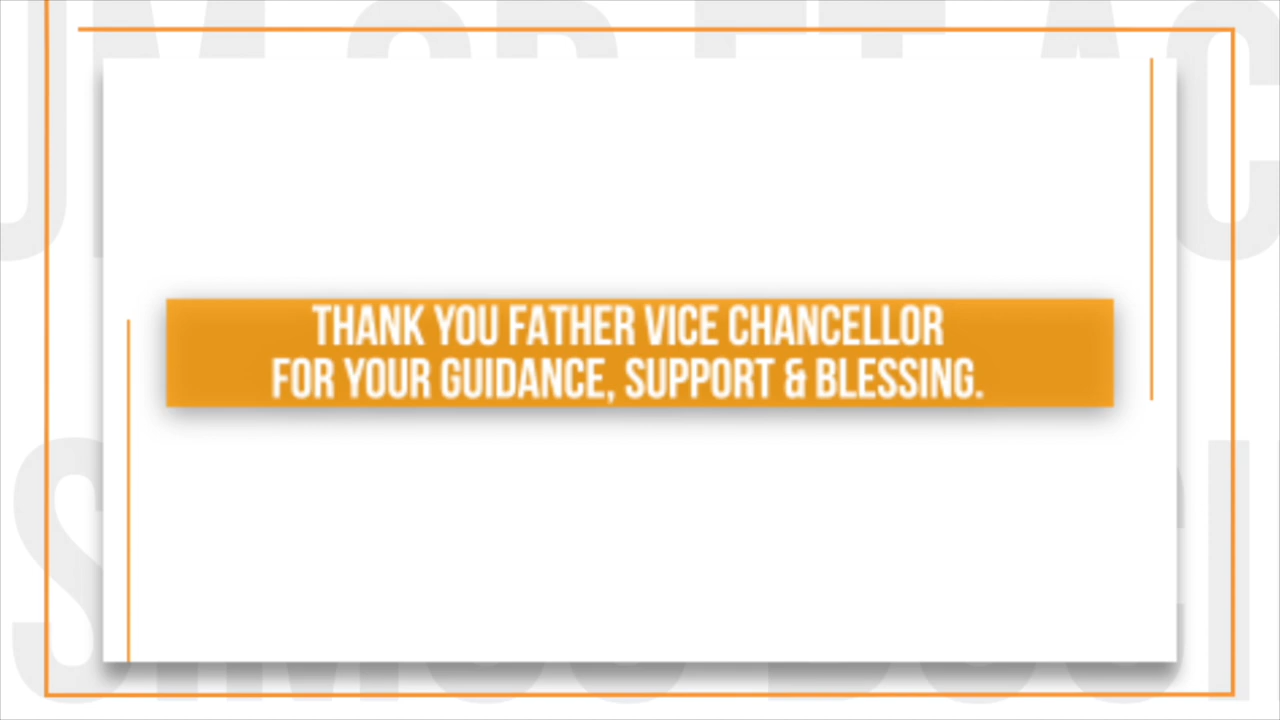 THANK YOU FATHER VICE CHANCELLOR
FOR YOUR GUIDANCE, SUPPORT & BLESSING.